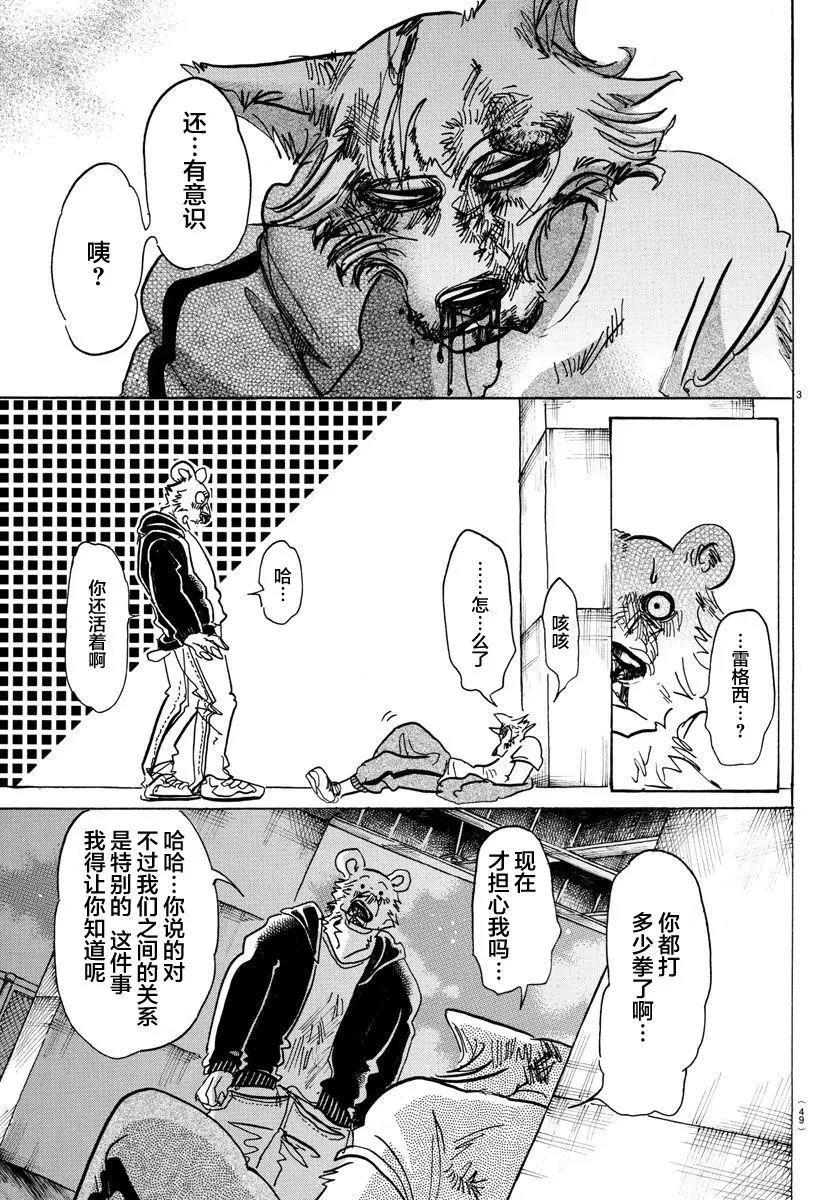 还…有意识
咦？
…雷格西…？
咳咳
……怎…么了
哈…
你还活着啊
你都打
多少拳了啊…
现在
才担心我吗…
哈哈…你说的对
不过我们之间的关系
是特别的 这件事
我得让你知道呢
3
(49)